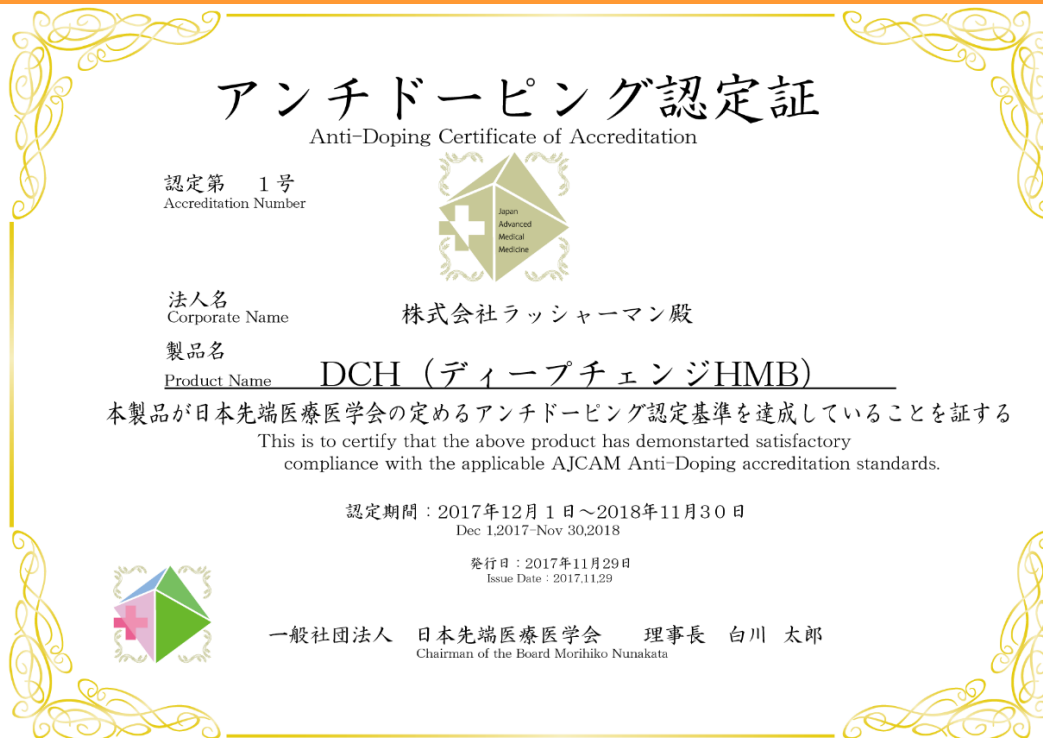 アンチドーピング認定証
Anti-Doping Certificate of Accreditation
認定第　１号
Accreditation Number
Japan
Advanced
Medical
Medicine
法人名
Corporate Name
株式会社ラッシャーマン殿
製品名
Product Name
DCH（ディープチェンジHMB）
本製品が日本先端医療医学会の定めるアンチドーピング認定基準を達成していることを証する
This is to certify that the above product has demonstarted satisfactory
compliance with the applicable AJCAM Anti-Doping accreditation standards.
認定期間：2017年12月１日～2018年11月3０日
Dec 1,2017-Nov 30,2018
発行日：2017年11月29日
Issue Date：2017,11,29
一般社団法人　日本先端医療医学会　理事長　白川 太郎
Chairman of the Board Morihiko Nunakata